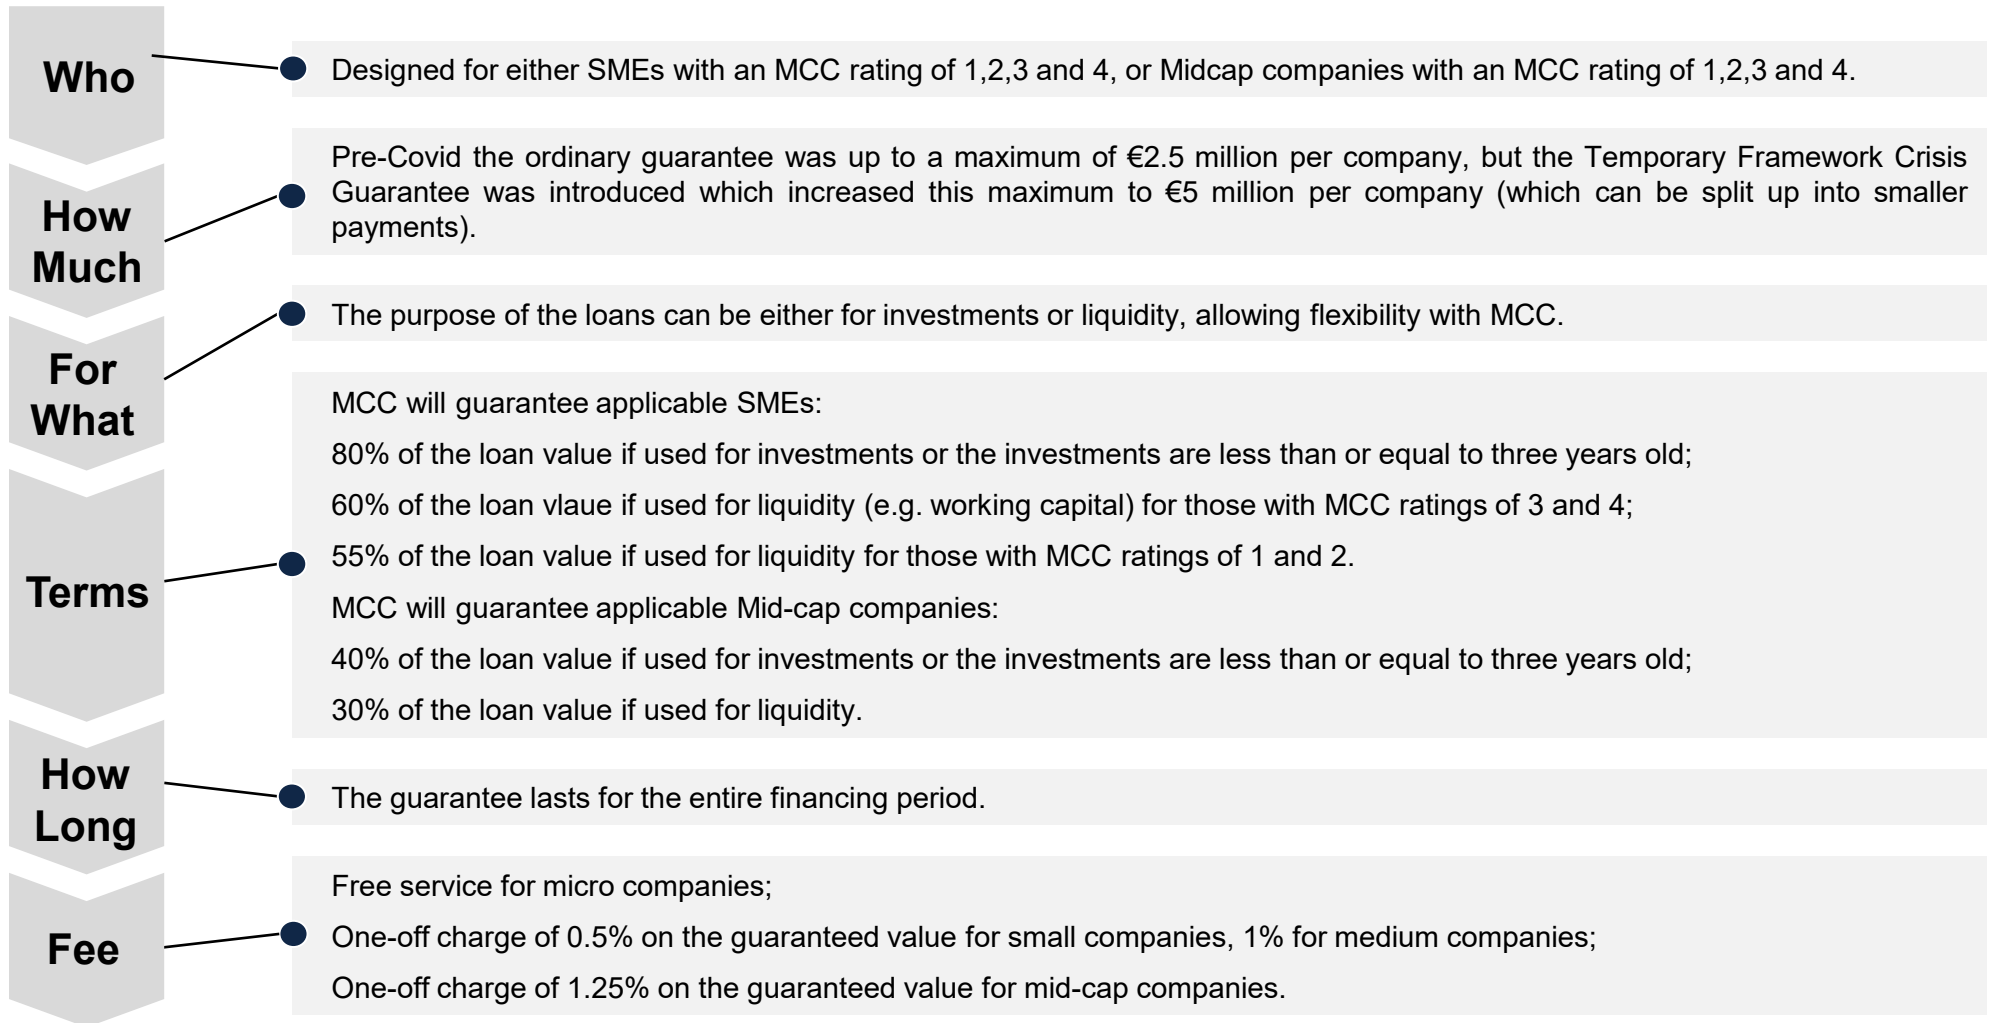 Who
Designed for either SMEs with an MCC rating of 1,2,3 and 4, or Midcap companies with an MCC rating of 1,2,3 and 4.
How
Much
Pre-Covid the ordinary guarantee was up to a maximum of €2.5 million per company, but the Temporary Framework Crisis
Guarantee was introduced which increased this maximum to €5 million per company (which can be split up into smaller
payments).
For
What
The purpose of the loans can be either for investments or liquidity, allowing flexibility with MCC.
Terms
MCC will guarantee applicable SMEs:
80% of the loan value if used for investments or the investments are less than or equal to three years old;
60% of the loan vlaue if used for liquidity (e.g. working capital) for those with MCC ratings of 3 and 4;
55% of the loan value if used for liquidity for those with MCC ratings of 1 and 2.
MCC will guarantee applicable Mid-cap companies:
40% of the loan value if used for investments or the investments are less than or equal to three years old;
30% of the loan value if used for liquidity.
How
Long
The guarantee lasts for the entire financing period.
Fee
Free service for micro companies;
One-off charge of 0.5% on the guaranteed value for small companies, 1% for medium companies;
One-off charge of 1.25% on the guaranteed value for mid-cap companies.